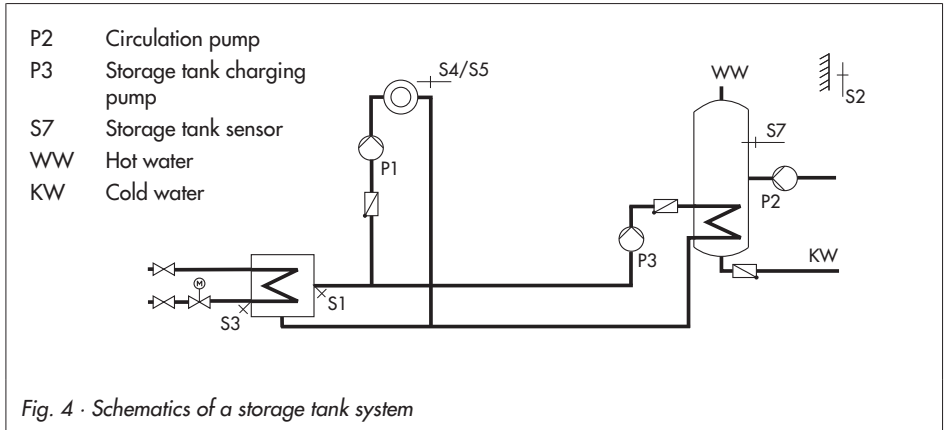 P2 Circulation pump
P3 Storage tank charging
pump
S7 Storage tank sensor
WW Hot water
KW Cold water
S4/S5
WW
S2
S7
P1
P2
P3
KW
M
S1
S3
Fig. 4 · Schematics of a storage tank system